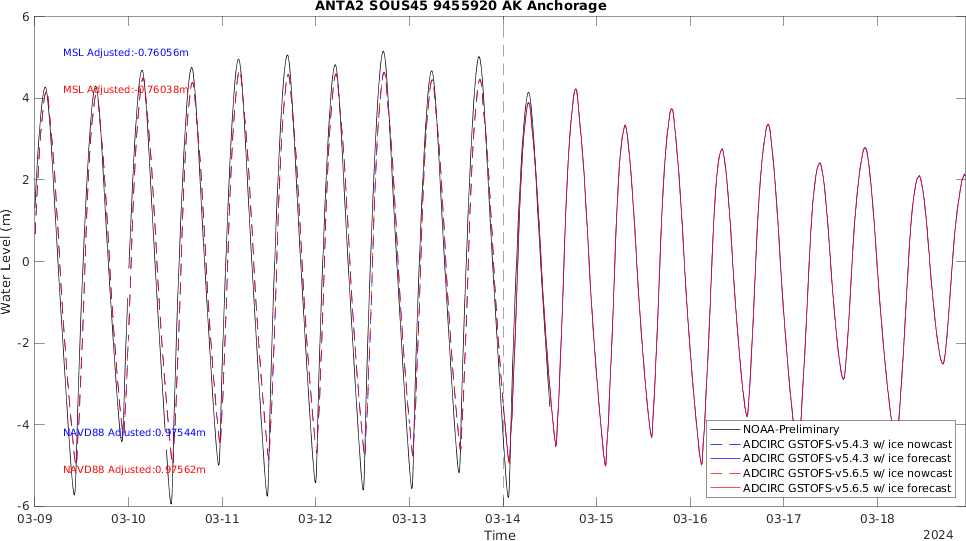 ANTA2 SOUS45 9455920 AK Anchorage
6
MSL Adjusted:-0.76056m
MSL Adjusted:-0.76038m
4
2
Water Level (m)
0
-2
-4
NAVD88 Adjusted:0.97544m
NAVD88 Adjusted:0.97562m
NOAA-Preliminary
ADCIRC GSTOFS-v5.4.3 w/ ice nowcast
ADCIRC GSTOFS-v5.4.3 w/ ice forecast
ADCIRC GSTOFS-v5.6.5 w/ ice nowcast
ADCIRC GSTOFS-v5.6.5 w/ ice forecast
-6
03-09 03-10 03-11 03-12 03-13 03-14 03-15 03-16 03-17 03-18
Time
2024